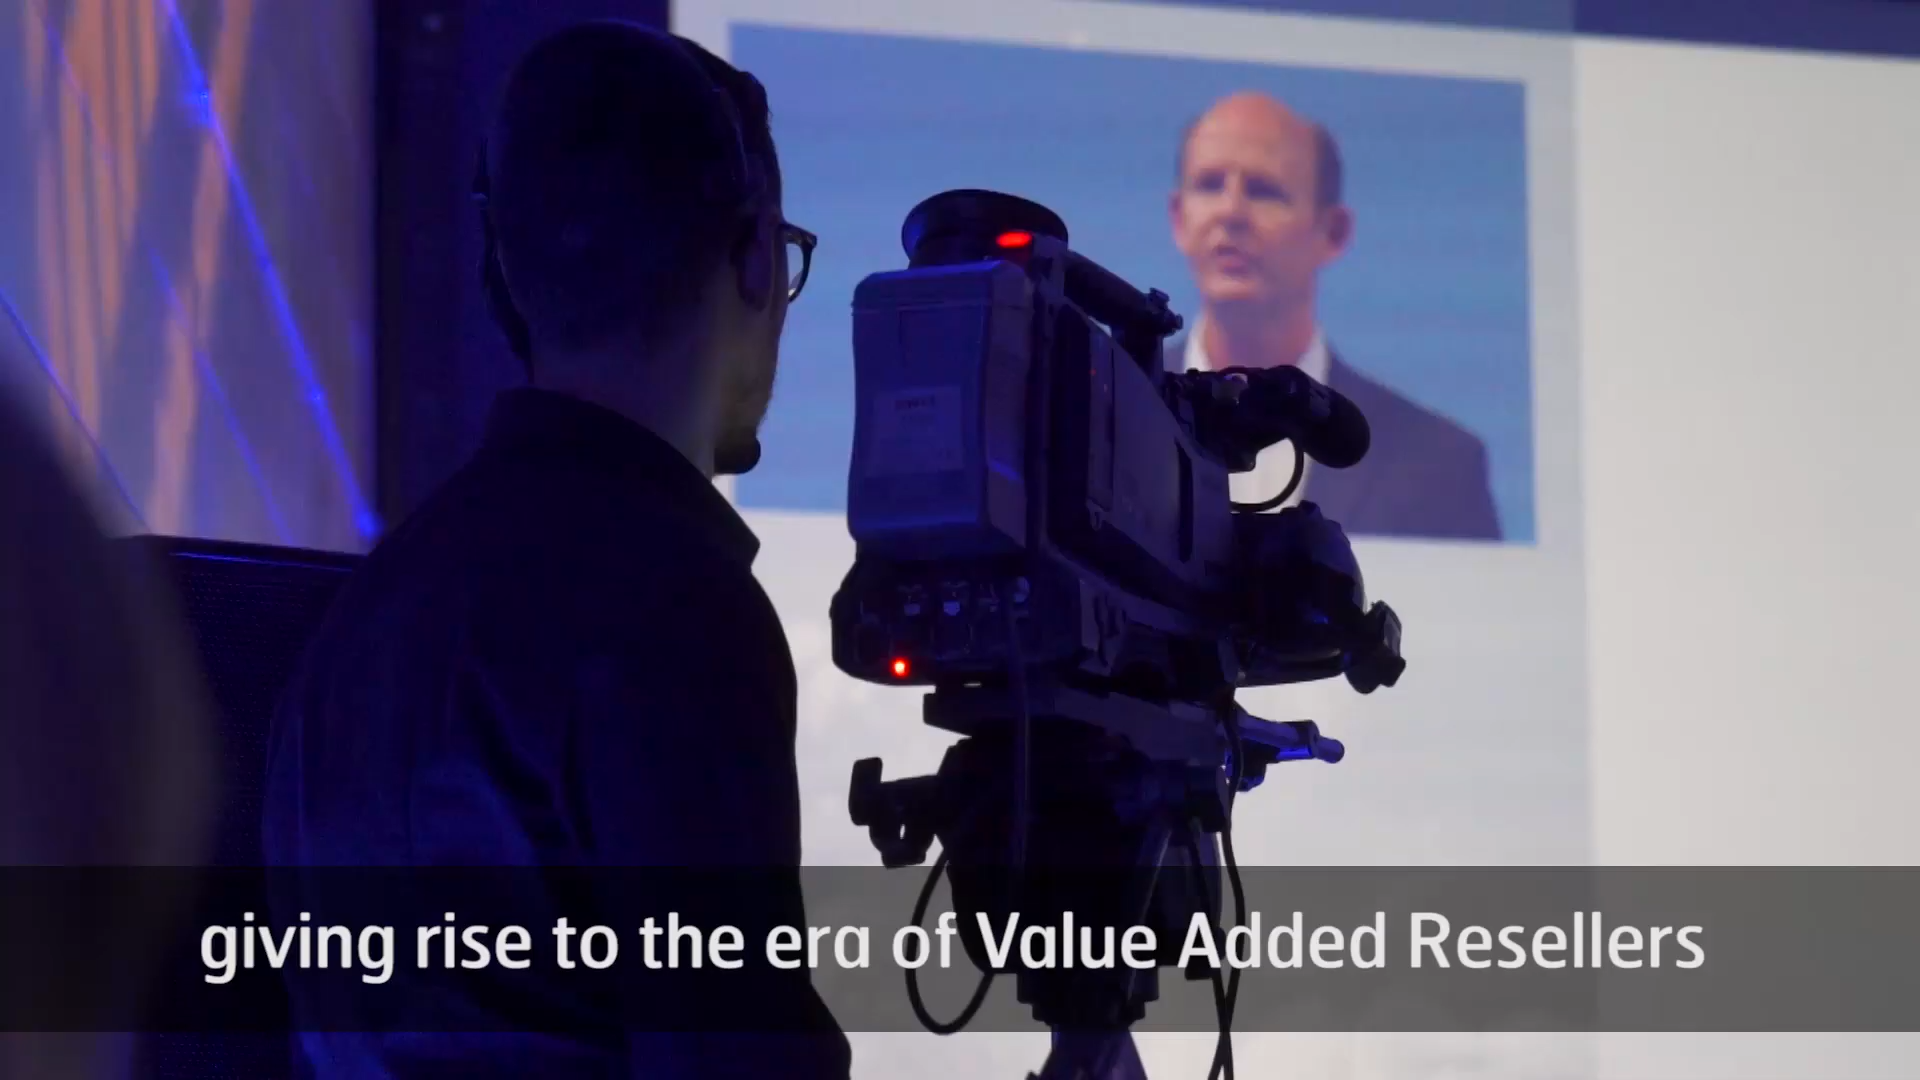 giving rise to the era of Value Added Resellers